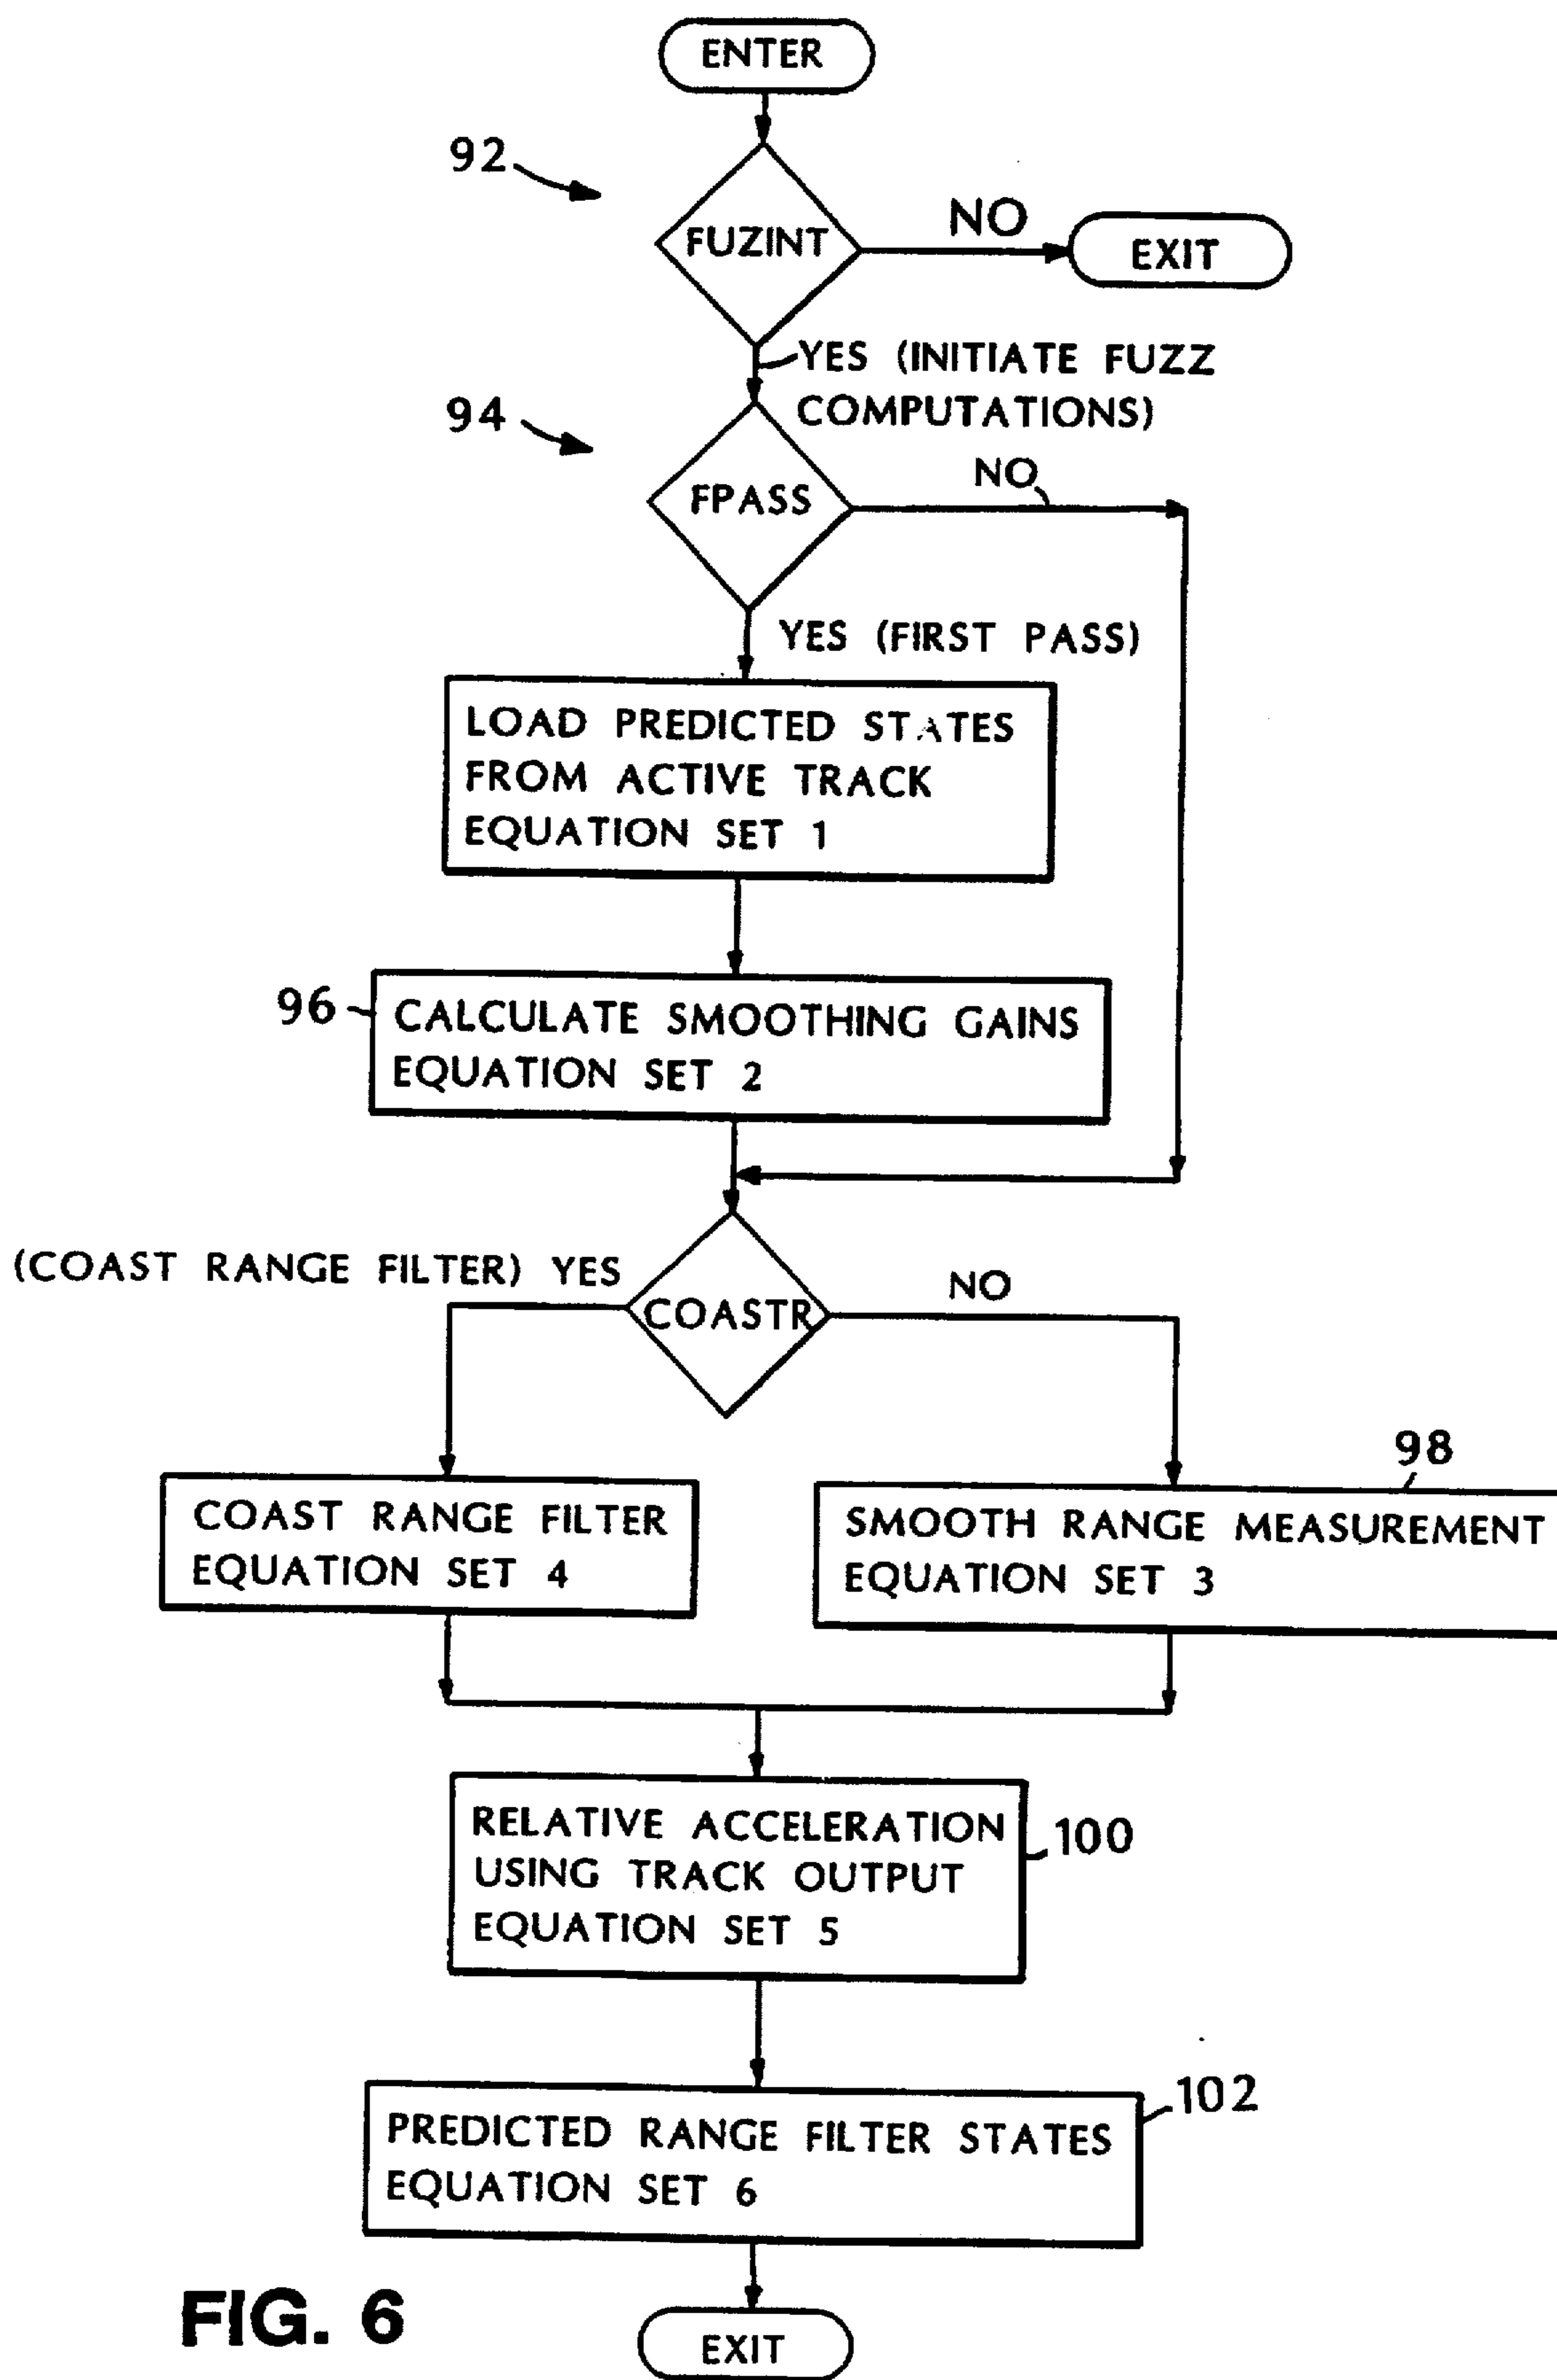 ENTER
92
FUZINT
NO
EXIT
YES (INITIATE FUZZ
COMPUTATIONS)
94
FPASS
NO
YES (FIRST PASS)
LOAD PREDICTED STATES
FROM ACTIVE TRACK
EQUATION SET 1
96
CALCULATE SMOOTHING GAINS
EQUATION SET 2
(COAST RANGE FILTER) YES
COASTR
NO
COAST RANGE FILTER
EQUATION SET 4
98
SMOOTH RANGE MEASUREMENT
EQUATION SET 3
RELATIVE ACCELERATION
USING TRACK OUTPUT
EQUATION SET 5
100
102
PREDICTED RANGE FILTER STATES
EQUATION SET 6
EXIT
FIG. 6